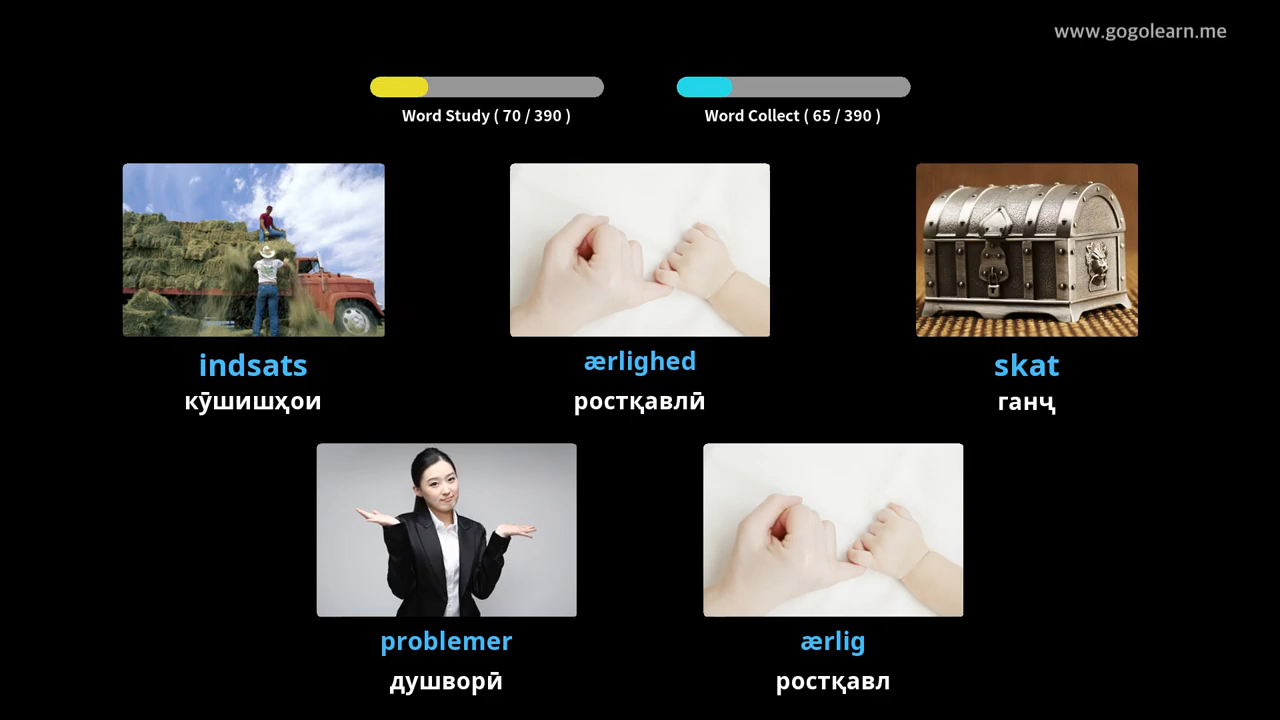 www.gogolearn.me
Word Study ( 70 / 390 )
Word Collect ( 65 / 390 )
indsats
кӯшишҳои
ærlighed
ростқавлӣ
skat
ганҷ
problemer
душворӣ
ærlig
ростқавл